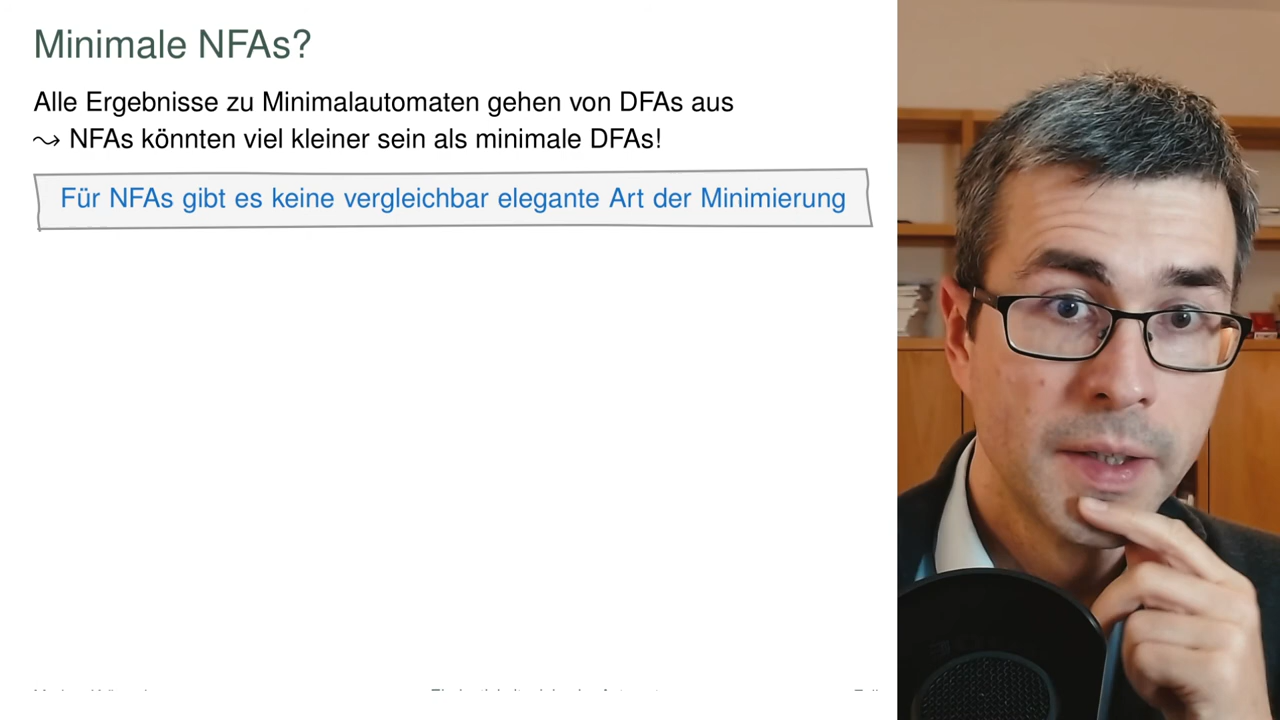 Minimale NFAs?
Alle Ergebnisse zu Minimalautomaten gehen von DFAs aus
⤳ NFAs könnten viel kleiner sein als minimale DFAs!
Für NFAs gibt es keine vergleichbar elegante Art der Minimierung